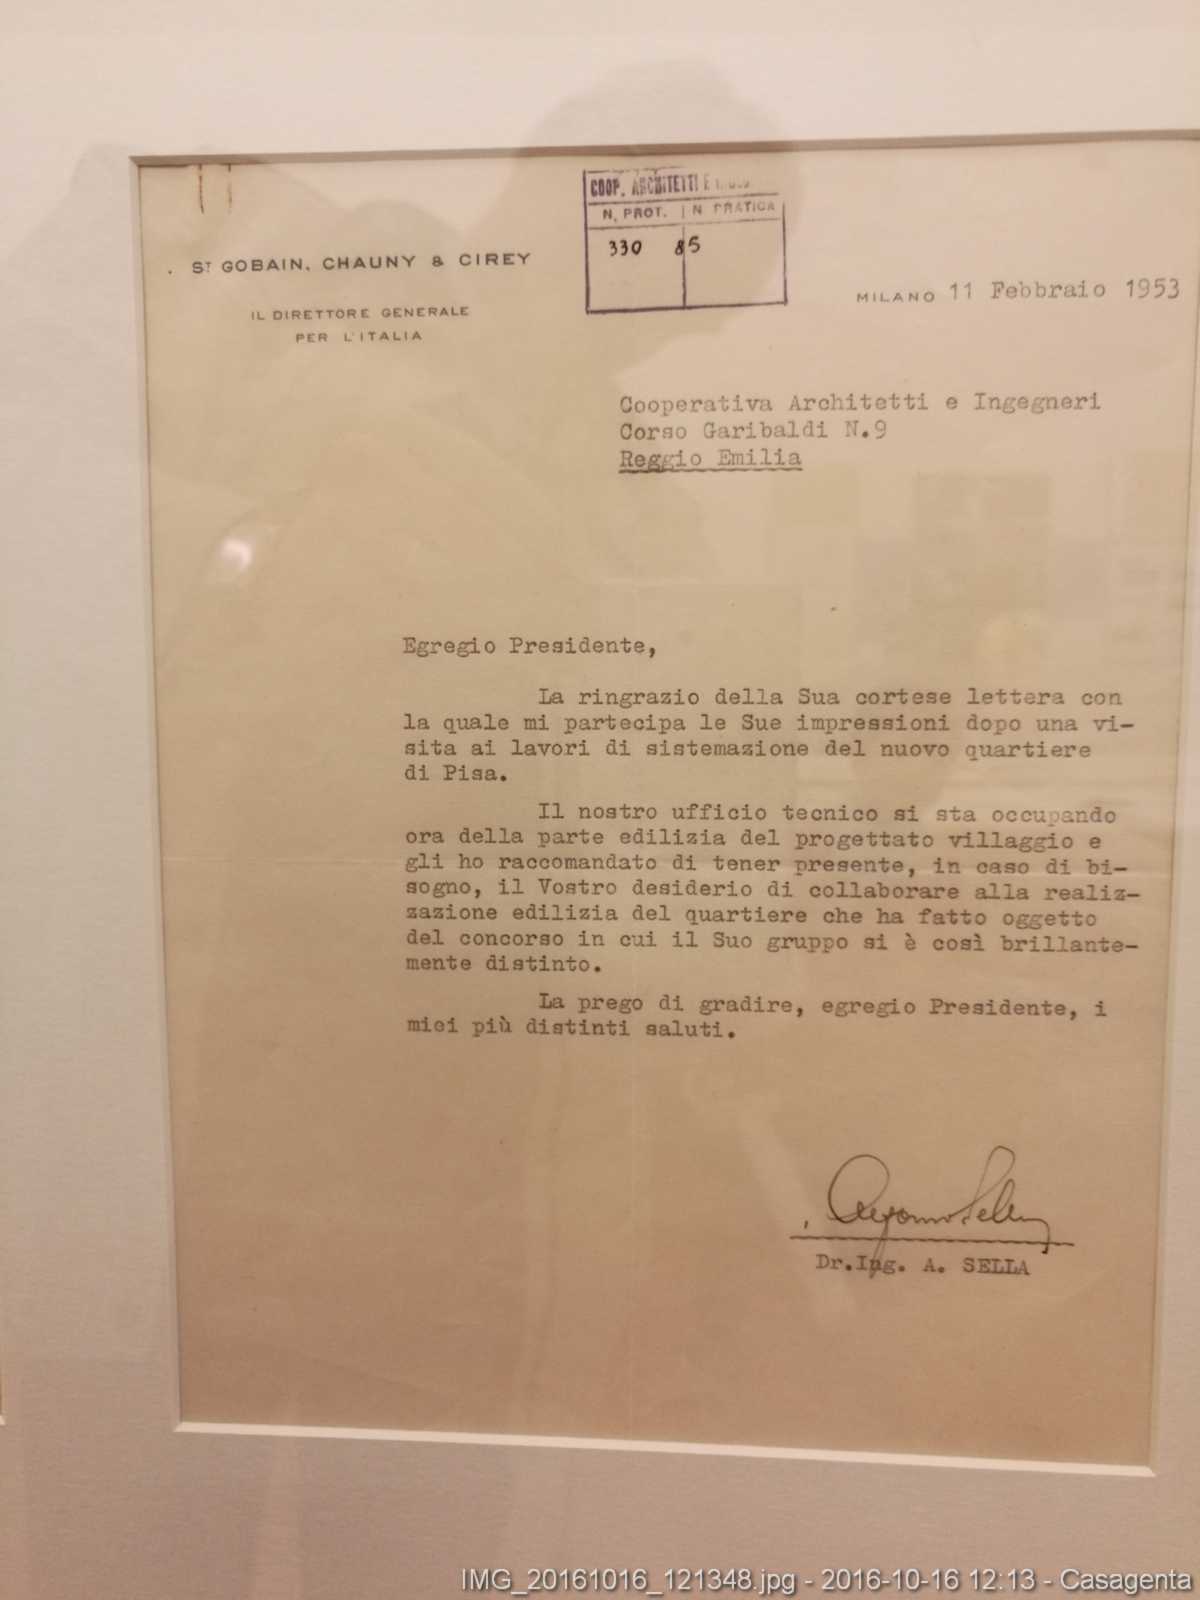 COOP. ARCHITETTI E
N. PROT. N PRATICA
330 85
ST GOBAIN, CHAUNY & CIREY
IL DIRETTORE GENERALE
PER L'ITALIA
MILANO 11 Febbraio 1953
Cooperativa Architetti e Ingegneri
Corso Garibaldi N.9
Reggio Emilia
Egregio Presidente,
La ringrazio della Sua cortese lettera con
la quale mi partecipa le Sue impressioni dopo una vi-
sita ai lavori di sistemazione del nuovo quartiere
di Pisa.
Il nostro ufficio tecnico si sta occupando
ora della parte edilizia del progettato villaggio e
gli ho raccomandato di tener presente, in caso di bi-
sogno, il Vostro desiderio di collaborare alla realiz-
zazione edilizia del quartiere che ha fatto oggetto
del concorso in cui il Suo gruppo si è così brillante-
mente distinto.
La prego di gradire, egregio Presidente, i
miei più distinti saluti.
Dr.Ing. A. SELLA
IMG_20161016_121348.jpg - 2016-10-16 12:13 - Casagenta